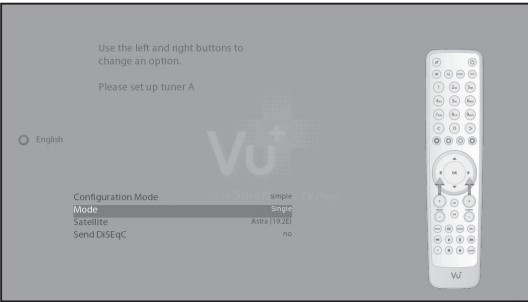 Use the left and right buttons to
change an option.
Please set up tuner A
English
Vu+
Configuration Mode simple
Mode Single
Satellite Astra (19.2E)
Send DiSEqC no
OK
Vu+